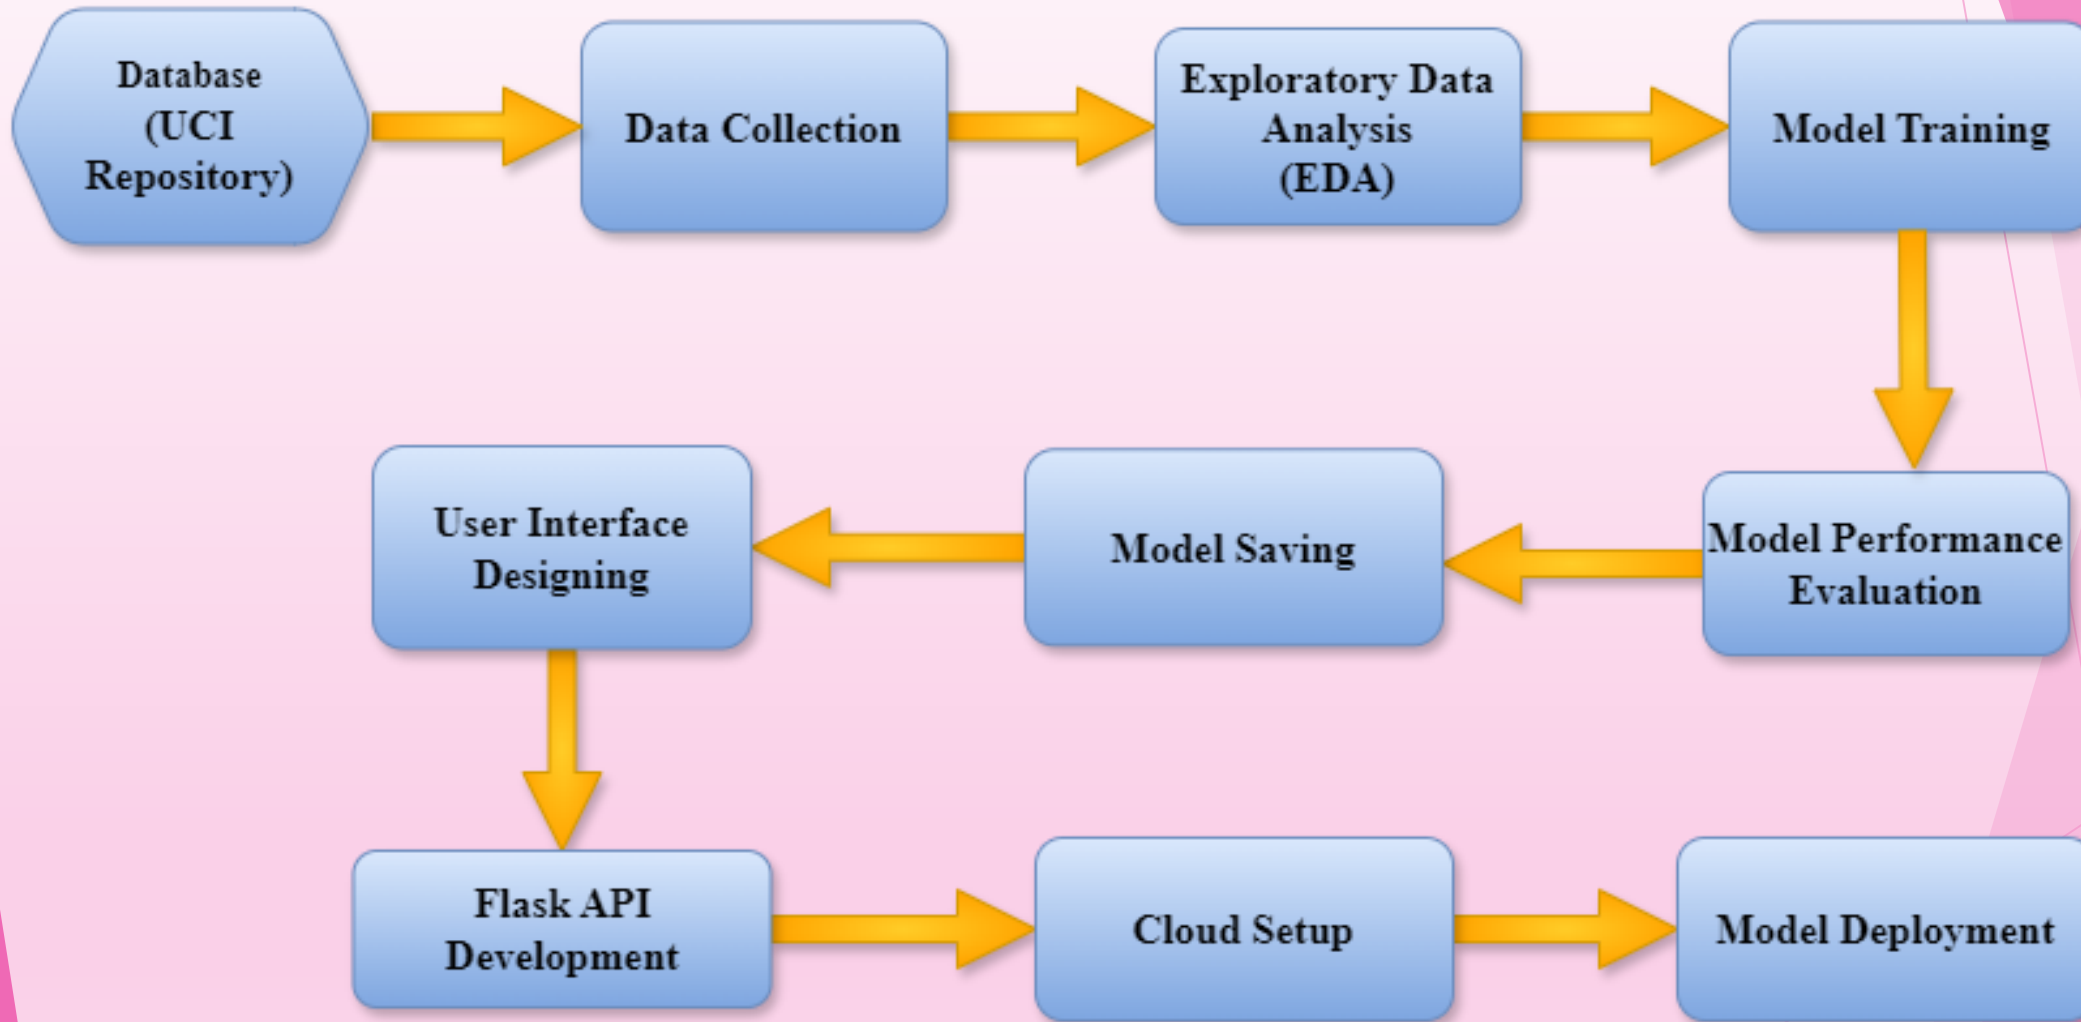 Database
(UCI
Repository)
Data Collection
Exploratory Data
Analysis
(EDA)
Model Training
Model Performance
Evaluation
Model Saving
User Interface
Designing
Flask API
Development
Cloud Setup
Model Deployment